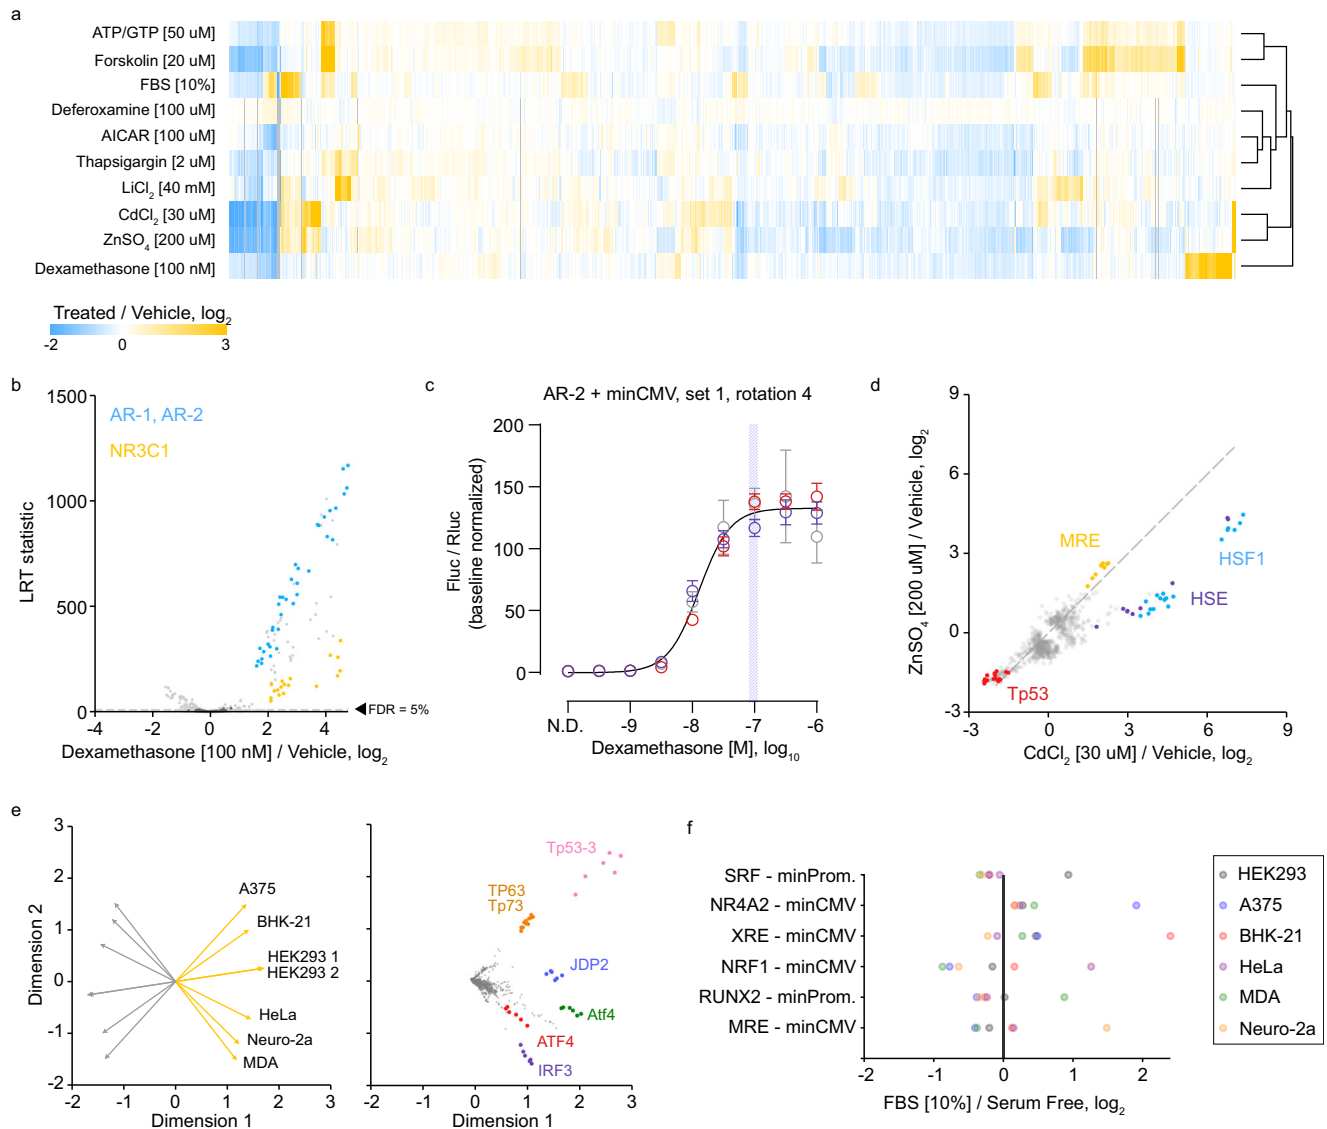 a
ATP/GTP [50 uM]
Forskolin [20 uM]
FBS [10%]
Deferoxamine [100 uM]
AICAR [100 uM]
Thapsigargin [2 uM]
LiCl2 [40 mM]
CdCl2 [30 uM]
ZnSO4 [200 uM]
Dexamethasone [100 nM]
Treated / Vehicle, log2
-2 0 3
b
1500
1000
500
0
LRT statistic
AR-1, AR-2
NR3C1
FDR = 5%
-4 -2 0 2 4
Dexamethasone [100 nM] / Vehicle, log2
c
AR-2 + minCMV, set 1, rotation 4
200
150
100
50
0
Fluc / Rluc
(baseline normalized)
N.D. -9 -8 -7 -6
Dexamethasone [M], log10
d
9
6
3
0
-3
ZnSO4 [200 uM] / Vehicle, log2
MRE
HSF1
HSE
Tp53
-3 0 3 6 9
CdCl2 [30 uM] / Vehicle, log2
e
3
2
1
0
-1
-2
Dimension 2
A375
BHK-21
HEK293 1
HEK293 2
HeLa
Neuro-2a
MDA
-2 -1 0 1 2 3
Dimension 1
Tp53-3
TP63
Tp73
JDP2
Atf4
ATF4
IRF3
-2 -1 0 1 2 3
Dimension 1
f
SRF - minProm.
NR4A2 - minCMV
XRE - minCMV
NRF1 - minCMV
RUNX2 - minProm.
MRE - minCMV
-2 -1 0 1 2
FBS [10%] / Serum Free, log2
HEK293
A375
BHK-21
HeLa
MDA
Neuro-2a